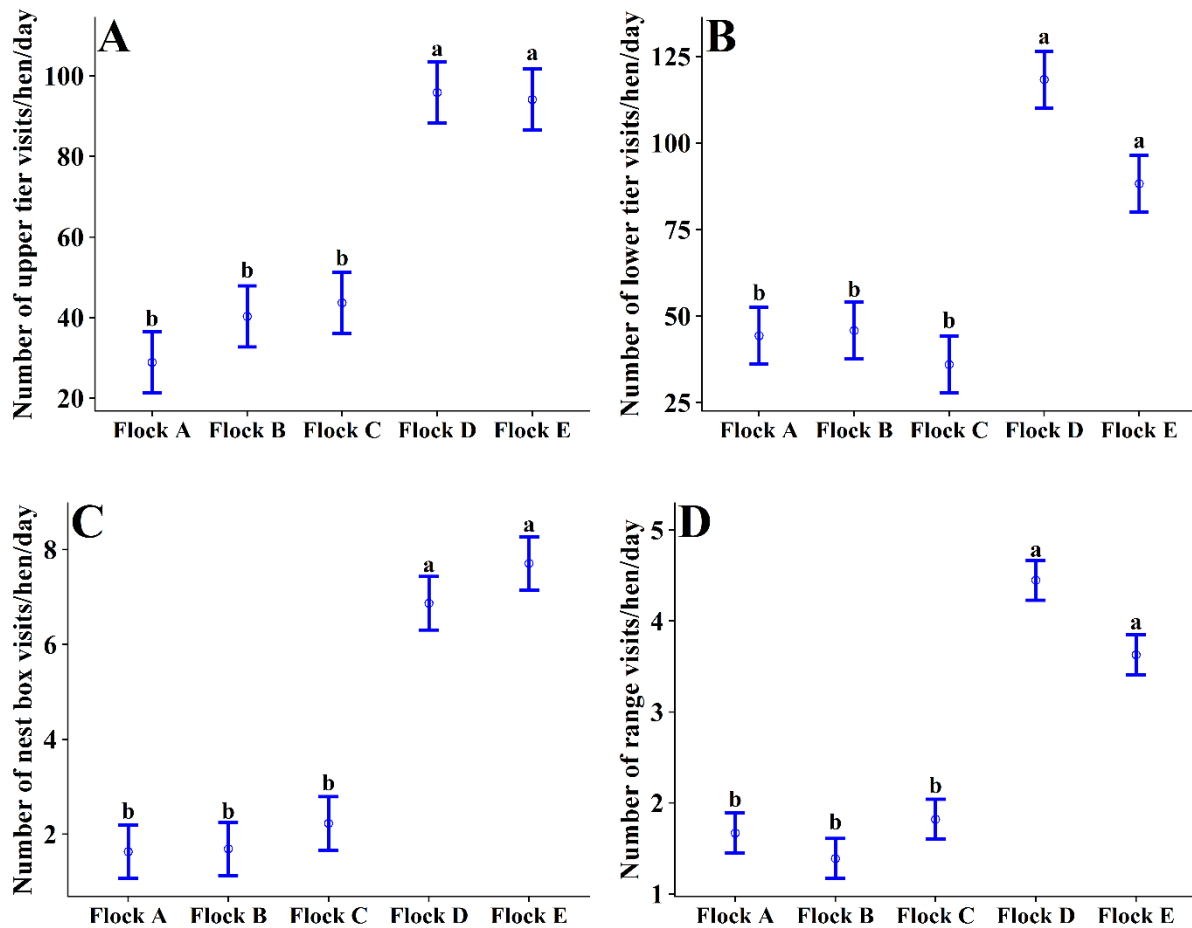 A
Number of upper tier visits/hen/day
100
80
60
40
20
b
b
b
a
a
Flock A Flock B Flock C Flock D Flock E
B
Number of lower tier visits/hen/day
125
100
75
50
25
b
b
b
a
a
Flock A Flock B Flock C Flock D Flock E
C
Number of nest box visits/hen/day
8
6
4
2
b
b
b
a
a
Flock A Flock B Flock C Flock D Flock E
D
Number of range visits/hen/day
5
4
3
2
1
b
b
b
a
a
Flock A Flock B Flock C Flock D Flock E